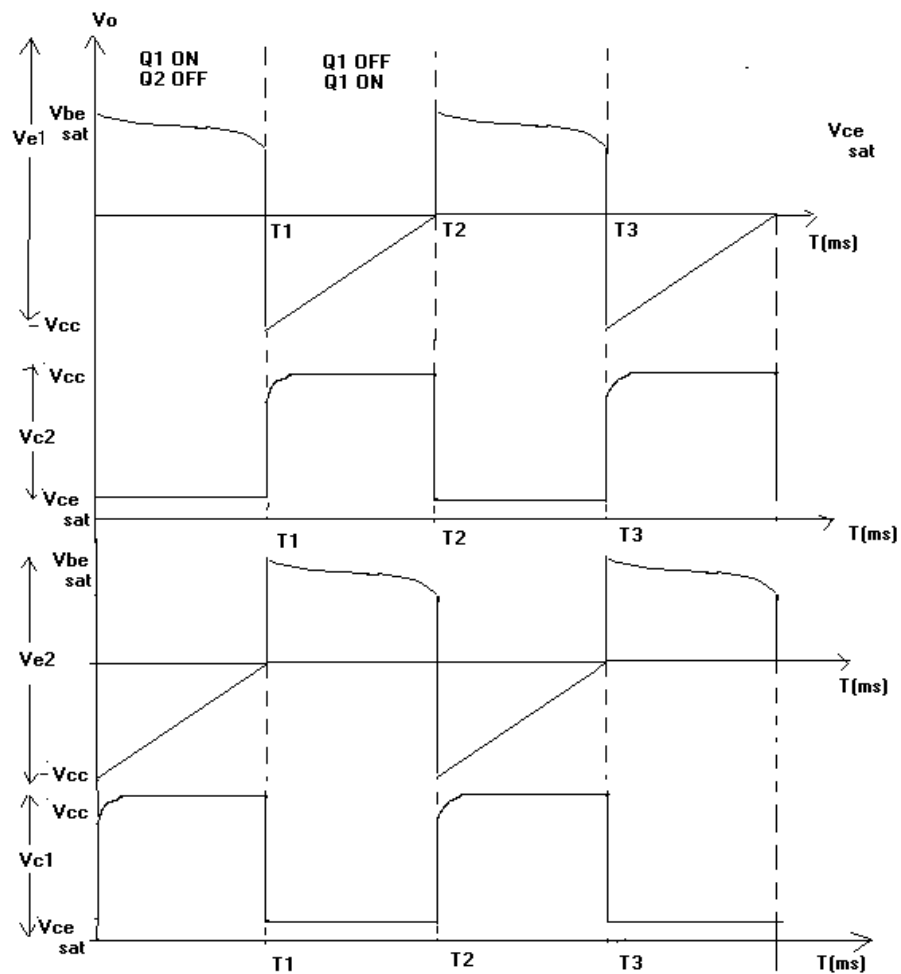 Vo
Q1 ON
Q2 OFF
Q1 OFF
Q1 ON
Vbe
sat
Ve1
Vce
sat
T1
T2
T3
T(ms)
-Vcc
Vcc
Vc2
Vce
sat
T(ms)
T1
T2
T3
Vbe
sat
Ve2
T(ms)
-Vcc
Vcc
Vc1
Vce
sat
T1
T2
T3
T(ms)